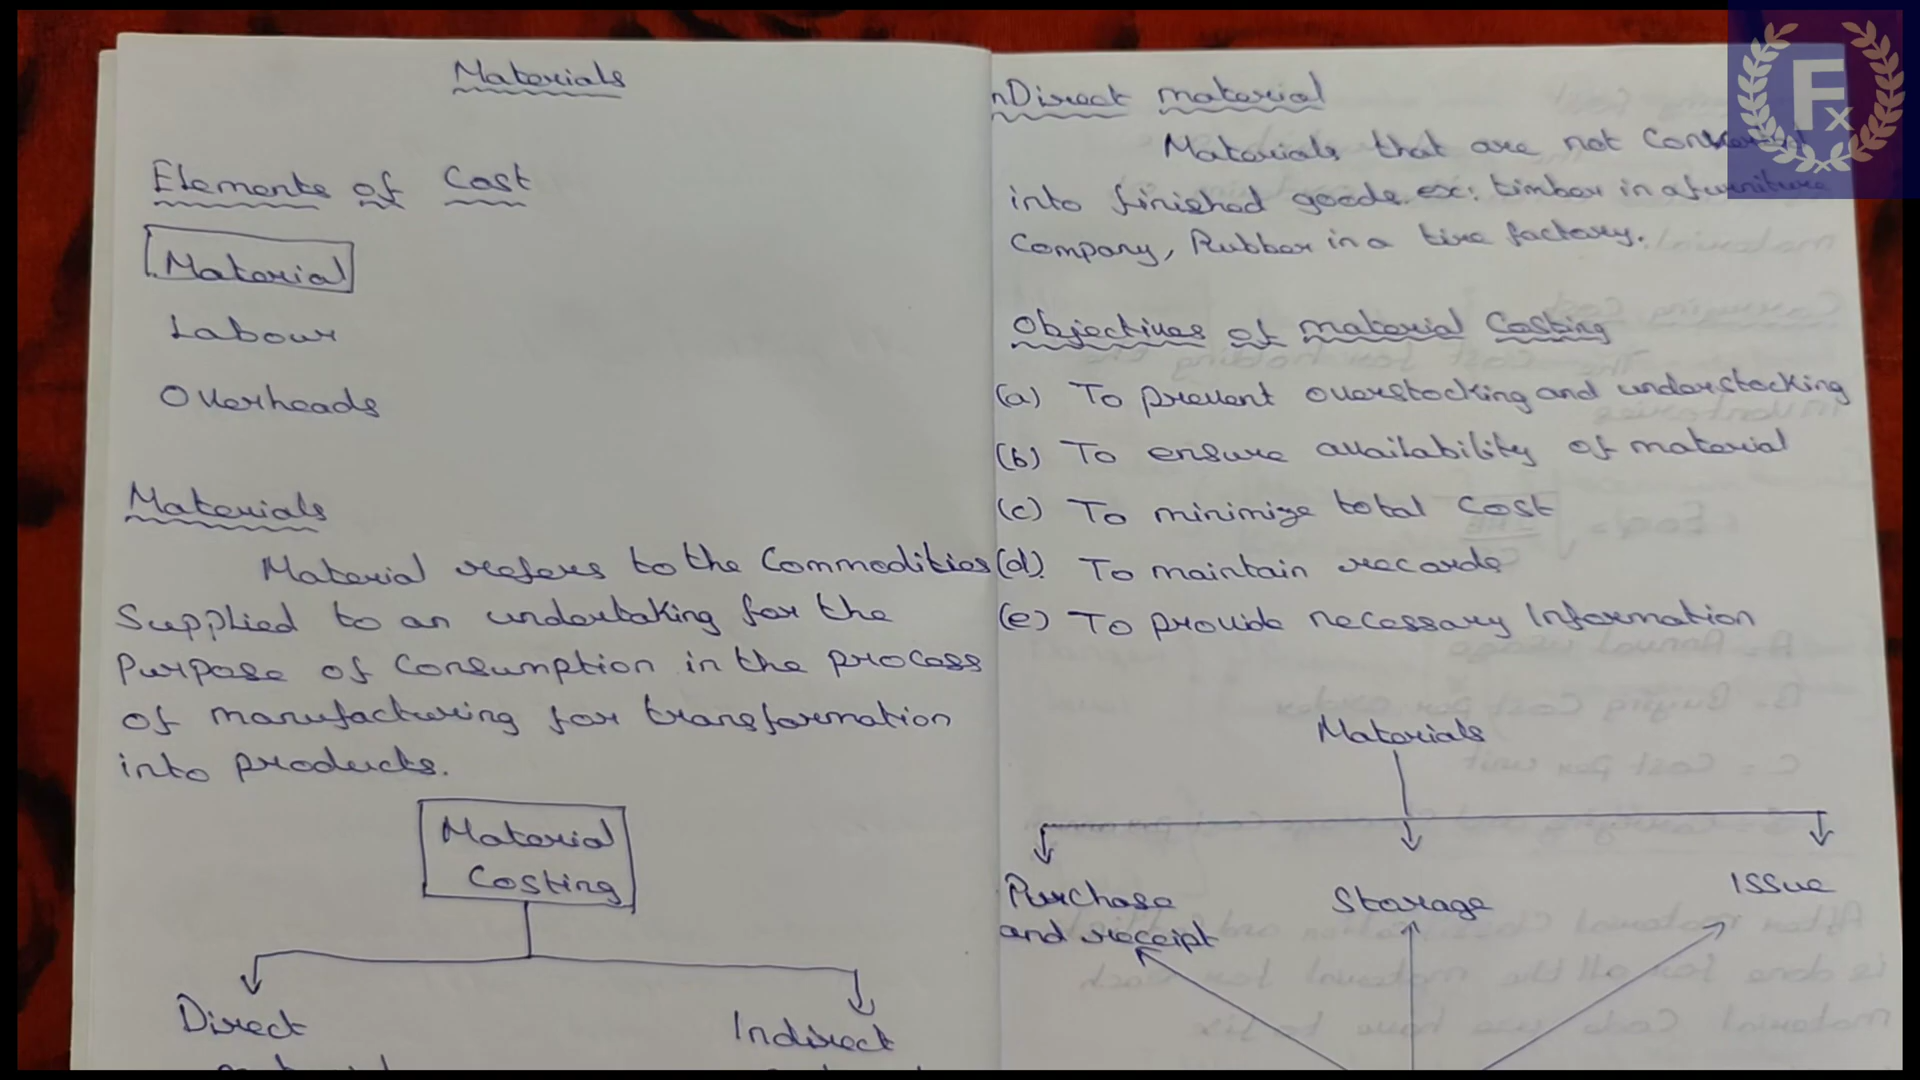 Materials
Elements of Cost
Material
Labour
Overheads
Materials
Material refers to the Commodities
Supplied to an undertaking for the
Purpose of Consumption in the process
of manufacturing for transformation
into products.
Material
Costing
Direct
Indirect
nDirect material
Materials that are not
into finished goods. ex: timber in a furniture
Company, Rubber in a tire factory.
Objectives of material Costing
(a) To prevent overstocking and understocking
(b) To ensure availability of material
(c) To minimize total Cost
(d) To maintain records
(e) To provide necessary Information
Materials
Purchase
and receipt
Storage
Issue
Fx